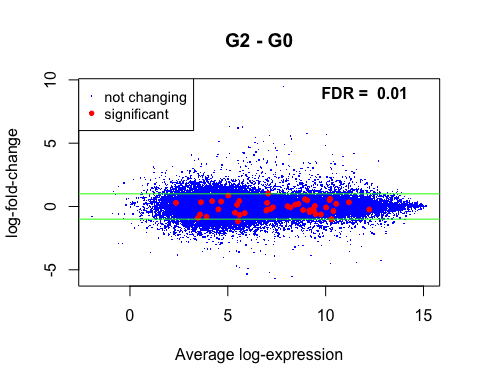 G2 - G0
10
5
0
-5
log-fold-change
not changing
significant
FDR = 0.01
0
5
10
15
Average log-expression